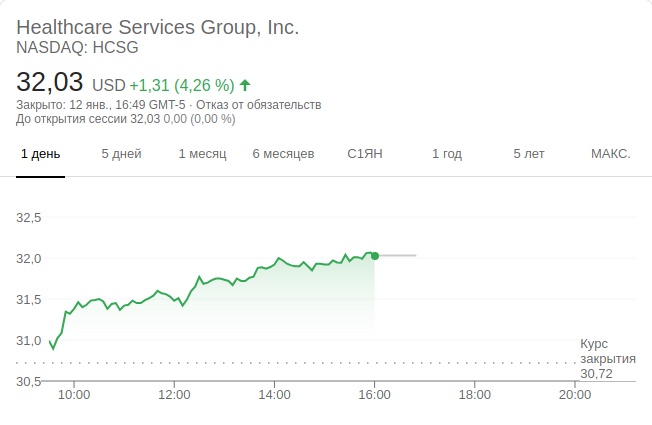 Healthcare Services Group, Inc.
NASDAQ: HCSG
32,03 USD +1,31 (4,26 %)
Закрыто: 12 янв., 16:49 GMT-5 · Отказ от обязательств
До открытия сессии 32,03 0,00 (0,00 %)
1 день 5 дней 1 месяц 6 месяцев С1ЯН 1 год 5 лет МАКС.
32,5
32,0
31,5
31,0
Курс
закрытия
30,72
30,5
10:00 12:00 14:00 16:00 18:00 20:00